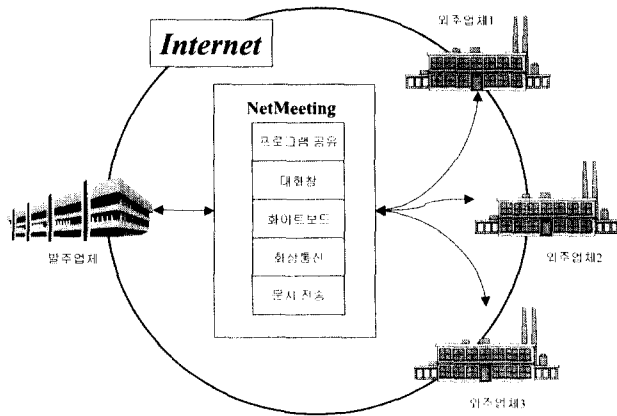 외주업체1
Internet
NetMeeting
프로그램 공유
대화창
화이트보드
화상통신
문서 전송
발주업체
외주업체2
외주업체3